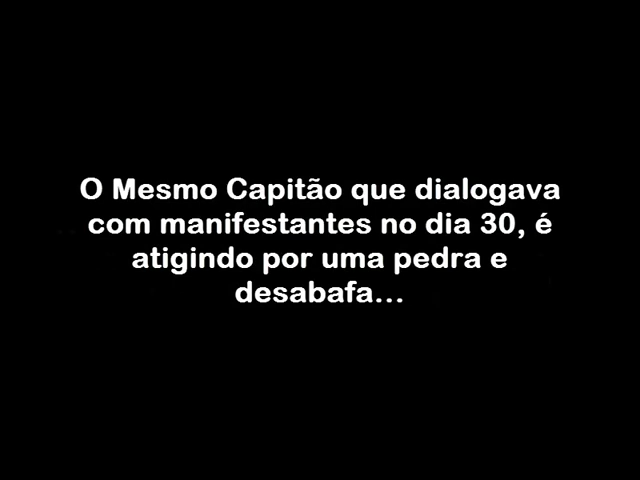 O Mesmo Capitão que dialogava
com manifestantes no dia 30, é
atigindo por uma pedra e
desabafa...